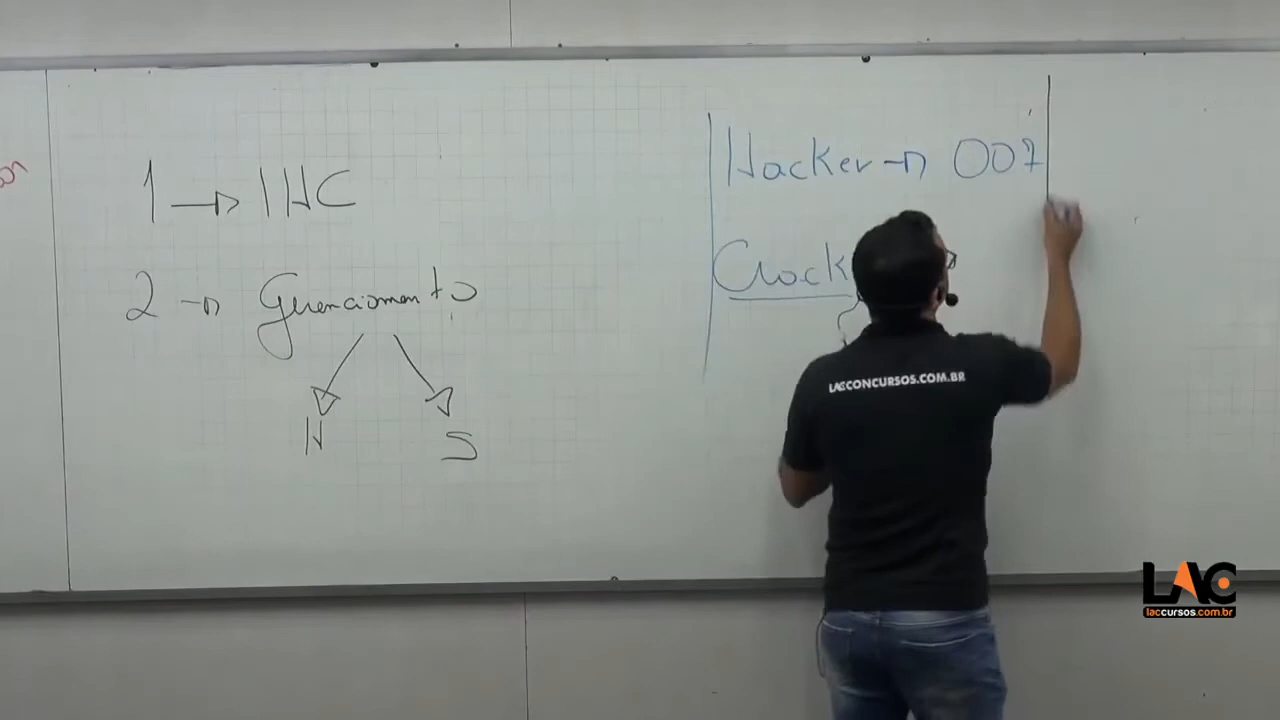 1 → IHC
2 → Gerenciamento
H S
Hacker → 007
Crack
LACCONCURSOS.COM.BR
LAC
laccursos.com.br